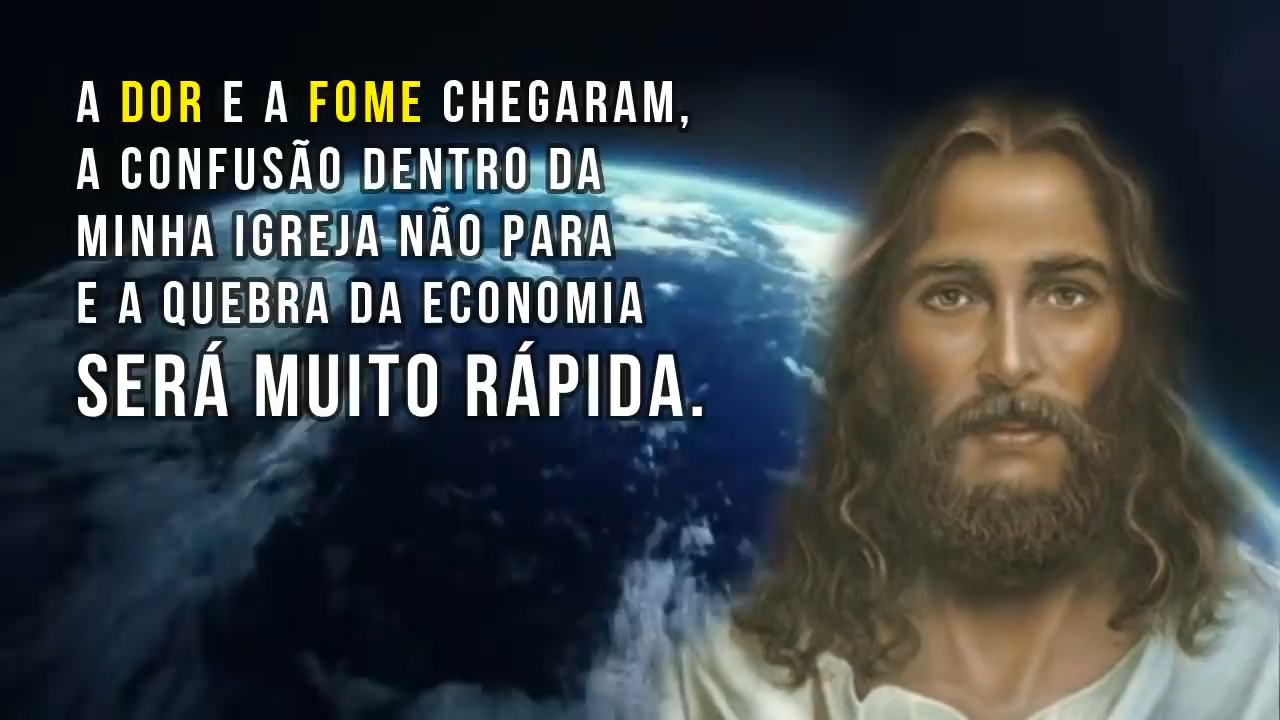 A DOR E A FOME CHEGARAM,
A CONFUSÃO DENTRO DA
MINHA IGREJA NÃO PARA
E A QUEBRA DA ECONOMIA
SERÁ MUITO RÁPIDA.